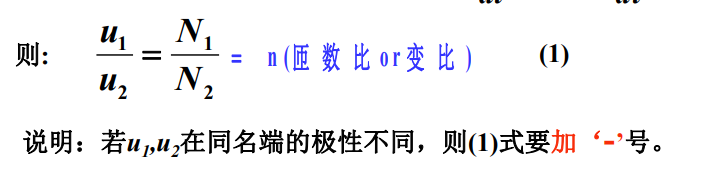 则: u₁/u₂ = N₁/N₂ = n (匝数比or变比) (1)
说明：若u₁,u₂在同名端的极性不同，则(1)式要加‘-’号。